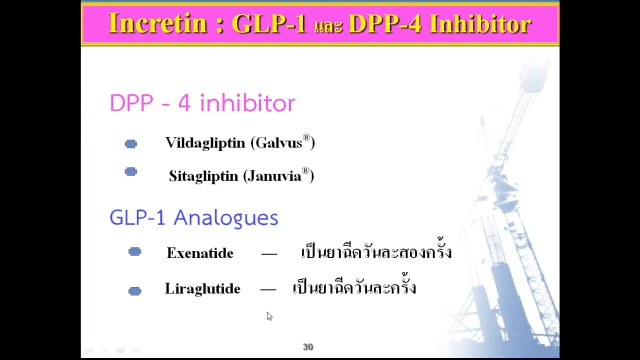 Incretin : GLP-1 และ DPP-4 Inhibitor
DPP - 4 inhibitor
Vildagliptin (Galvus®)
Sitagliptin (Januvia®)
GLP-1 Analogues
Exenatide — เป็นยาฉีดวันละสองครั้ง
Liraglutide — เป็นยาฉีดวันละครั้ง
30